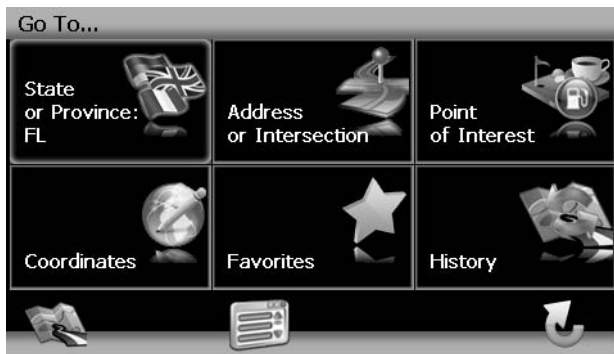 Go To...
State
or Province:
FL
Address
or Intersection
Point
of Interest
Coordinates
Favorites
History